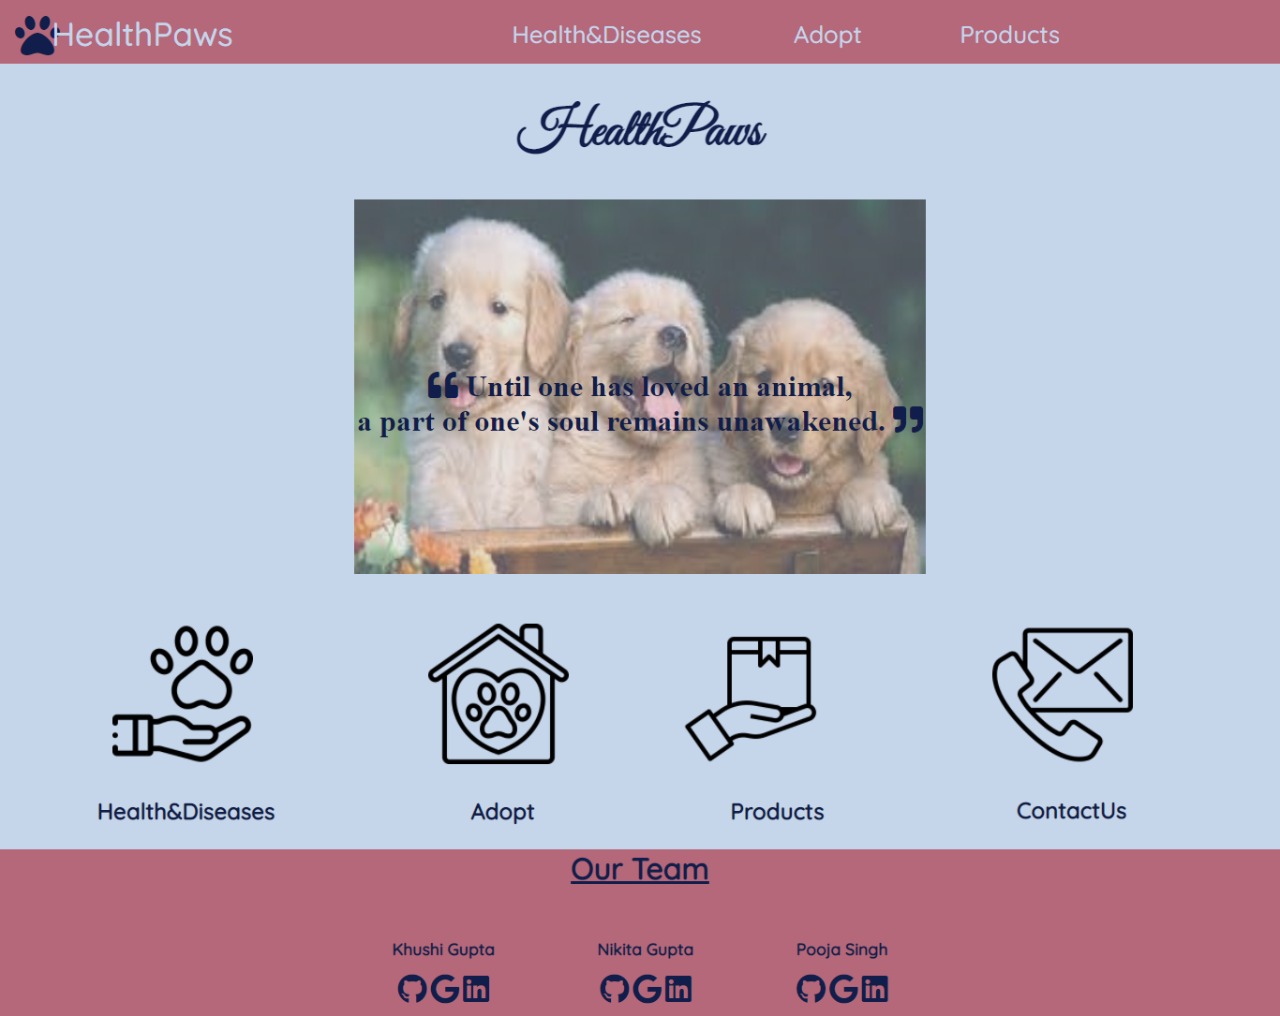 HealthPaws
Health&Diseases Adopt Products
HealthPaws
❝ Until one has loved an animal,
a part of one's soul remains unawakened. ❞
Health&Diseases Adopt Products ContactUs
Our Team
Khushi Gupta Nikita Gupta Pooja Singh